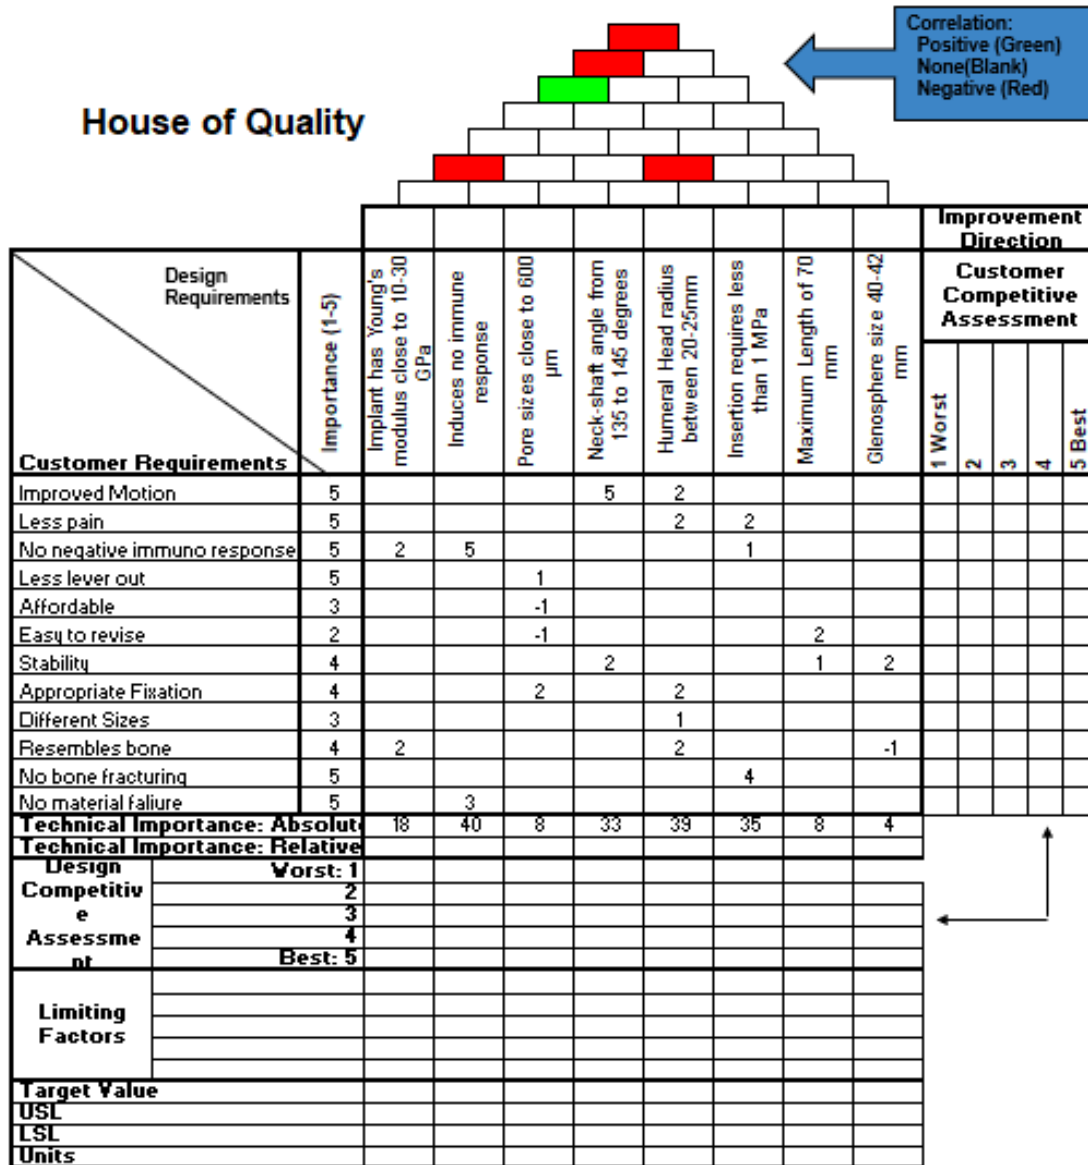 Correlation:
Positive (Green)
None(Blank)
Negative (Red)
House of Quality
Improvement
Direction
Design
Requirements
Importance (1-5)
Implant has Young's
modulus close to 10-30
GPa
Induces no immune
response
Pore sizes close to 600
µm
Neck-shaft angle from
135 to 145 degrees
Humeral Head radius
between 20-25mm
Insertion requires less
than 1 MPa
Maximum Length of 70
mm
Glenosphere size 40-42
mm
Customer
Competitive
Assessment
1 Worst
2
3
4
5 Best
Customer Requirements
Improved Motion 5 5 2
Less pain 5 2 2
No negative immuno response 5 2 5 1
Less lever out 5 1
Affordable 3 -1
Easy to revise 2 -1 2
Stability 4 2 1 2
Appropriate Fixation 4 2 2
Different Sizes 3 1
Resembles bone 4 2 2 -1
No bone fracturing 5 4
No material faliure 5 3
Technical Importance: Absolut 18 40 8 33 39 35 8 4
Technical Importance: Relative
Design
Competitiv
e
Assessme
nt
Worst: 1
2
3
4
Best: 5
Limiting
Factors
Target Value
USL
LSL
Units